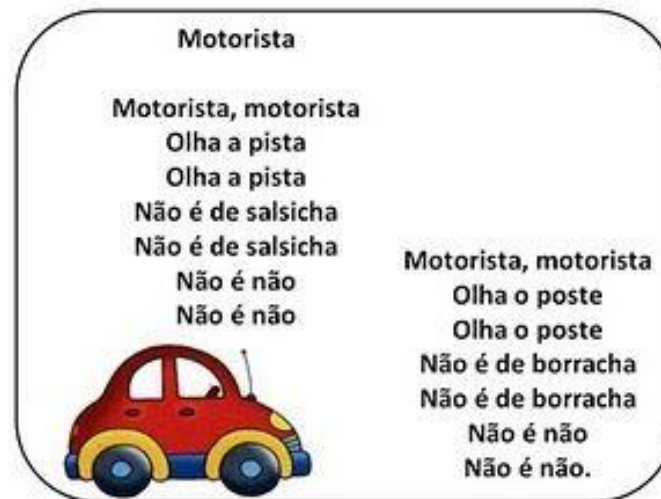 Motorista
Motorista, motorista
Olha a pista
Olha a pista
Não é de salsicha
Não é de salsicha
Não é não
Não é não
Motorista, motorista
Olha o poste
Olha o poste
Não é de borracha
Não é de borracha
Não é não
Não é não.